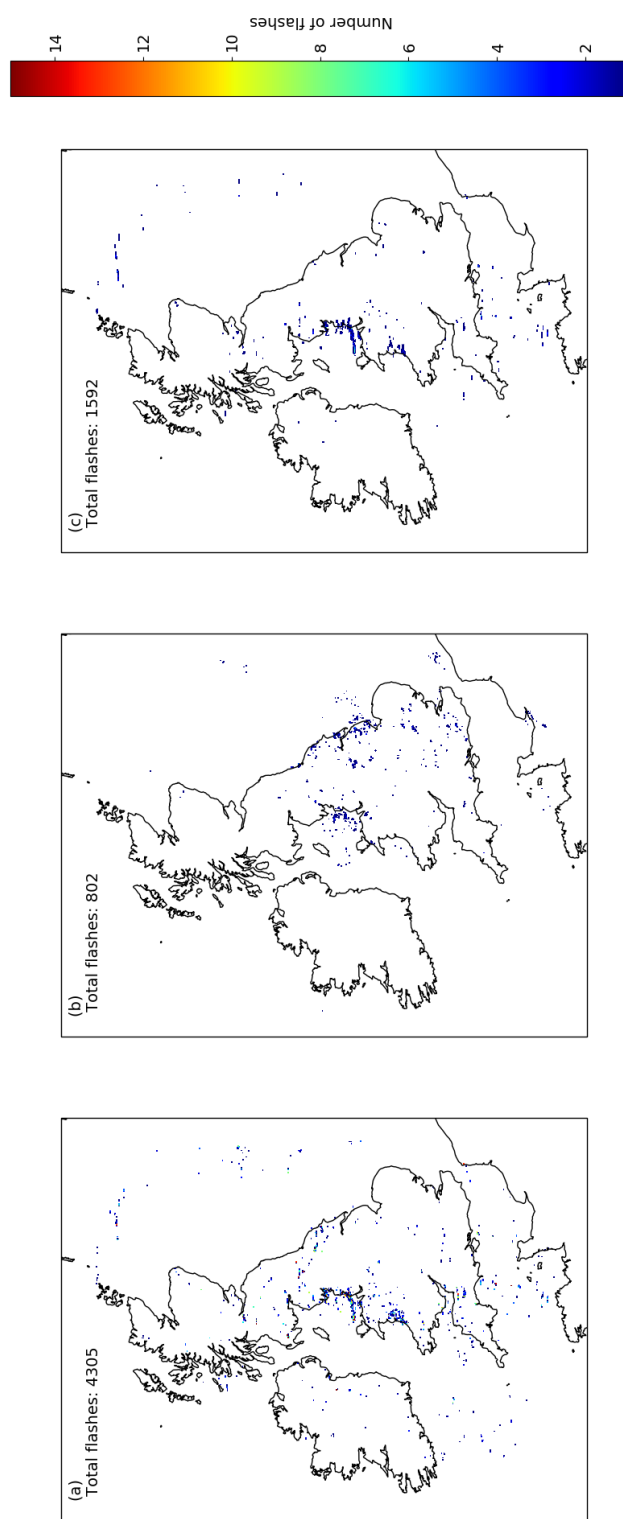 (a)
Total flashes: 4305
(b)
Total flashes: 802
(c)
Total flashes: 1592
2
4
6
8
10
12
14
Number of flashes